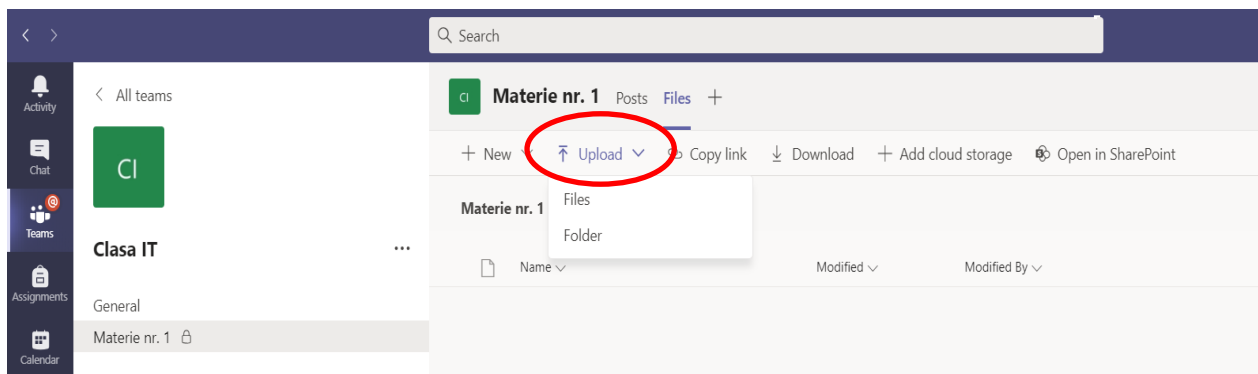 Search
Activity
Chat
Teams
Assignments
Calendar
All teams
CI
Clasa IT
...
General
Materie nr. 1
CI Materie nr. 1 Posts Files +
+ New Upload Copy link Download + Add cloud storage Open in SharePoint
Files
Folder
Materie nr. 1
Name Modified Modified By